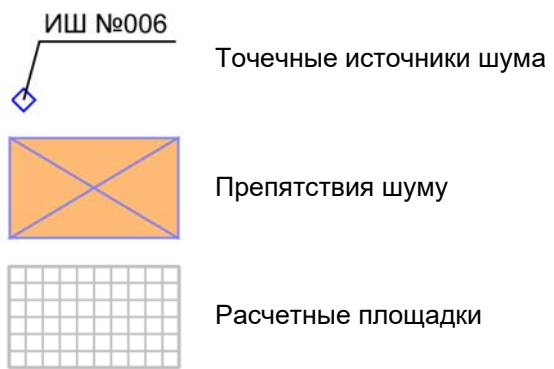 ИШ №006
Точечные источники шума
Препятствия шуму
Расчетные площадки